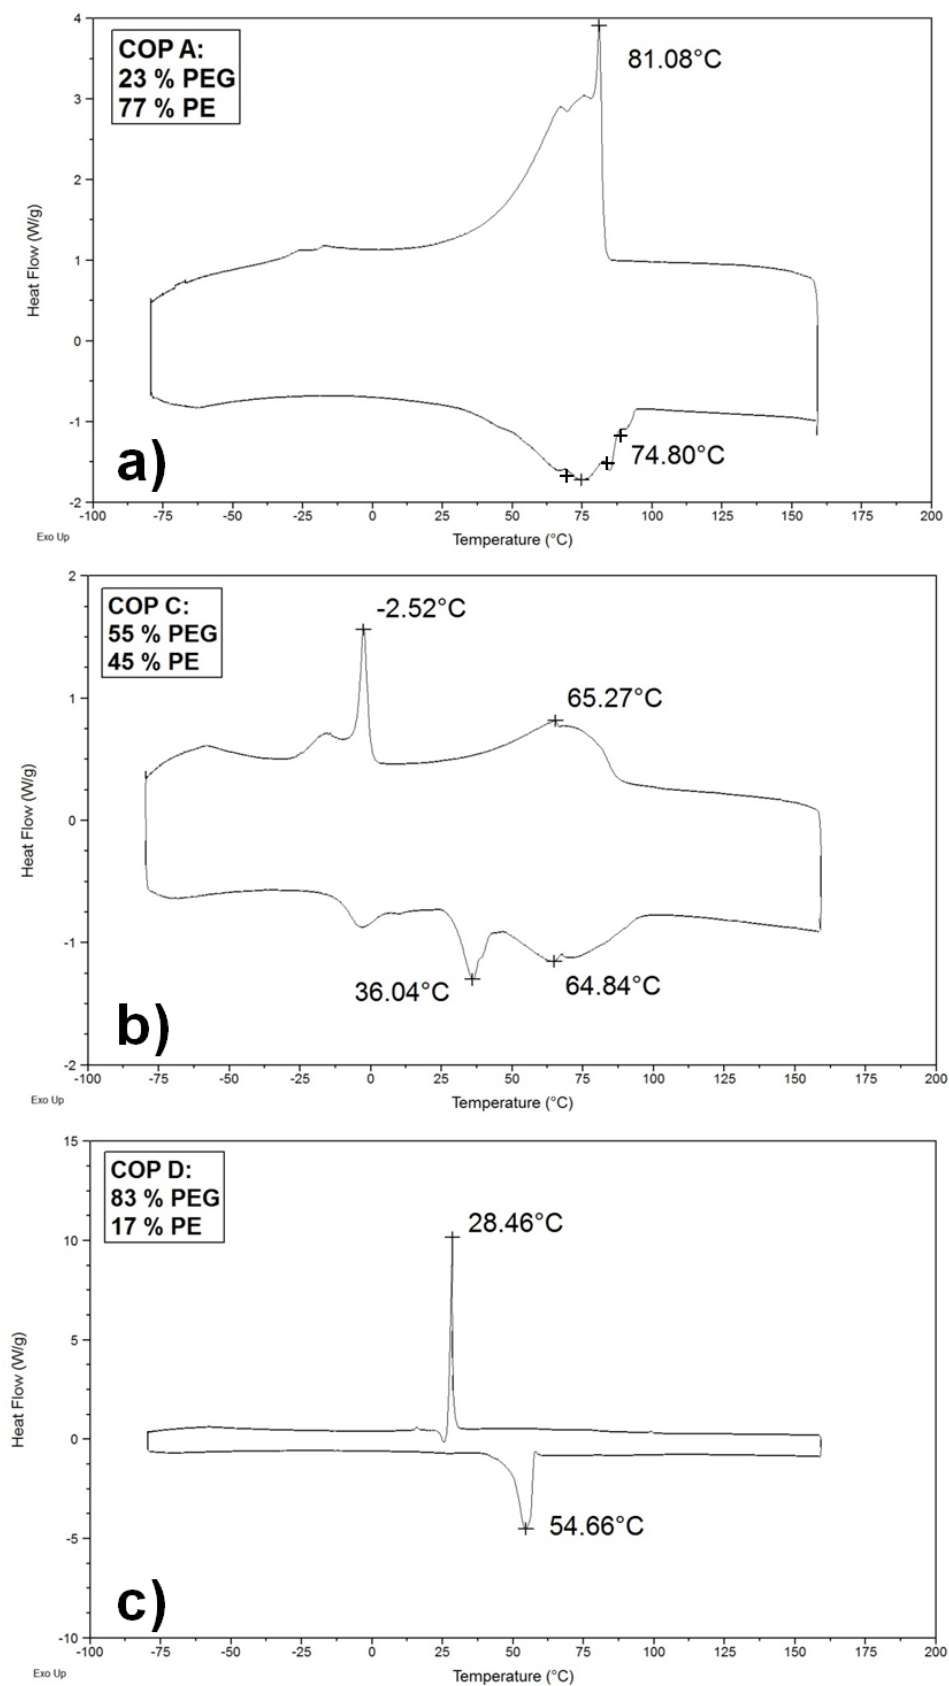 COP A:
23 % PEG
77 % PE
81.08°C
74.80°C
a)
4
3
2
1
0
-1
-2
Heat Flow (W/g)
-100 -75 -50 -25 0 25 50 75 100 125 150 175 200
Exo Up
Temperature (°C)
COP C:
55 % PEG
45 % PE
-2.52°C
65.27°C
36.04°C
64.84°C
b)
2
1
0
-1
-2
Heat Flow (W/g)
-100 -75 -50 -25 0 25 50 75 100 125 150 175 200
Exo Up
Temperature (°C)
COP D:
83 % PEG
17 % PE
28.46°C
54.66°C
c)
15
10
5
0
-5
-10
Heat Flow (W/g)
-100 -75 -50 -25 0 25 50 75 100 125 150 175 200
Exo Up
Temperature (°C)